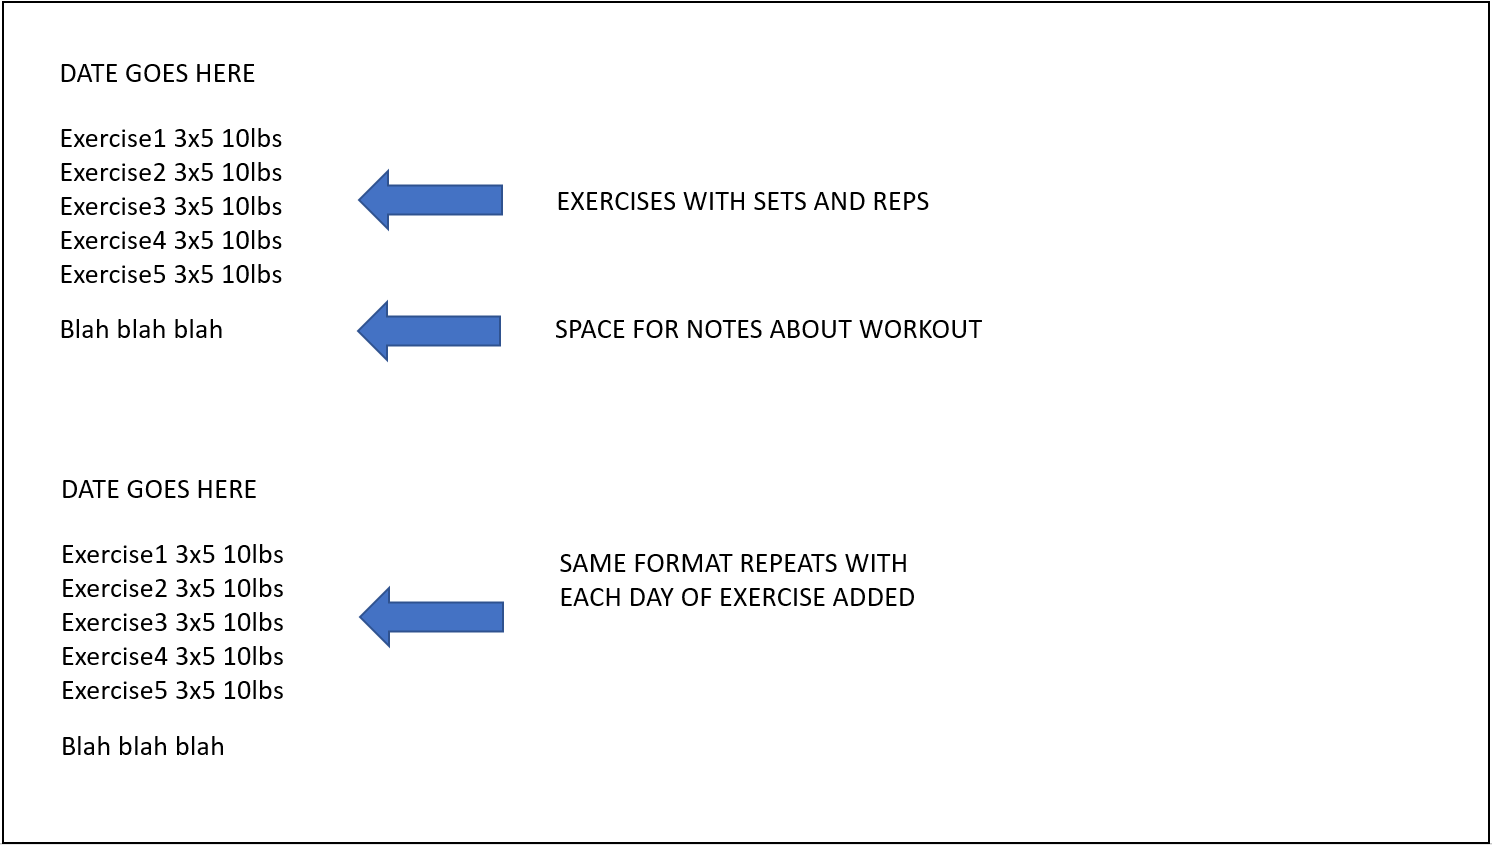 DATE GOES HERE
Exercise1 3x5 10lbs
Exercise2 3x5 10lbs
Exercise3 3x5 10lbs
Exercise4 3x5 10lbs
Exercise5 3x5 10lbs
EXERCISES WITH SETS AND REPS
Blah blah blah
SPACE FOR NOTES ABOUT WORKOUT
DATE GOES HERE
Exercise1 3x5 10lbs
Exercise2 3x5 10lbs
Exercise3 3x5 10lbs
Exercise4 3x5 10lbs
Exercise5 3x5 10lbs
SAME FORMAT REPEATS WITH
EACH DAY OF EXERCISE ADDED
Blah blah blah